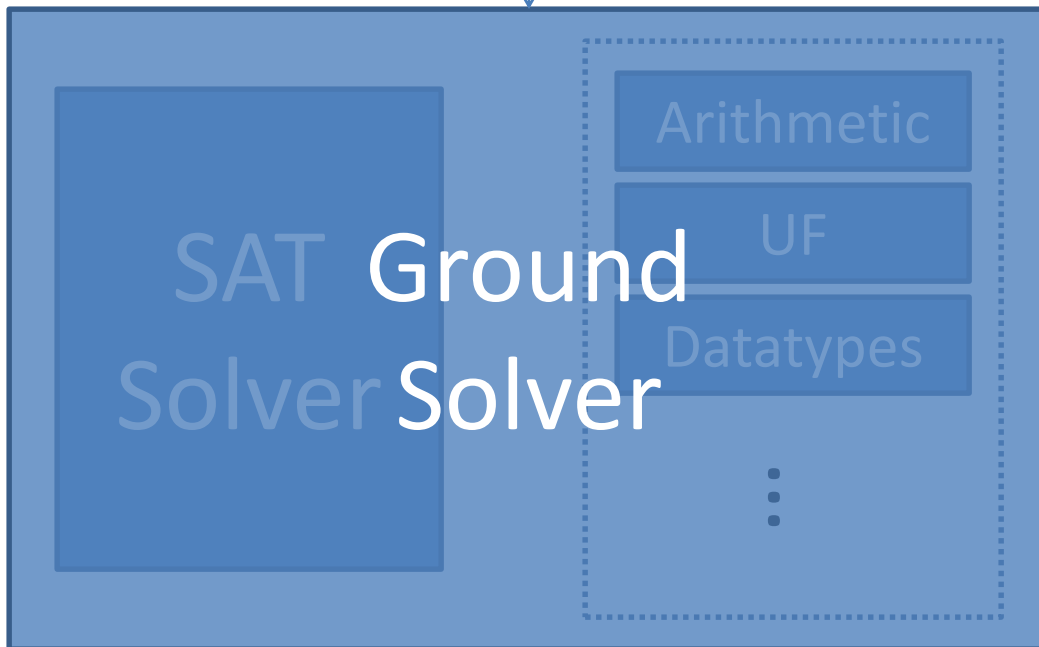 Arithmetic
UF
SAT
Ground
Datatypes
Solver
Solver